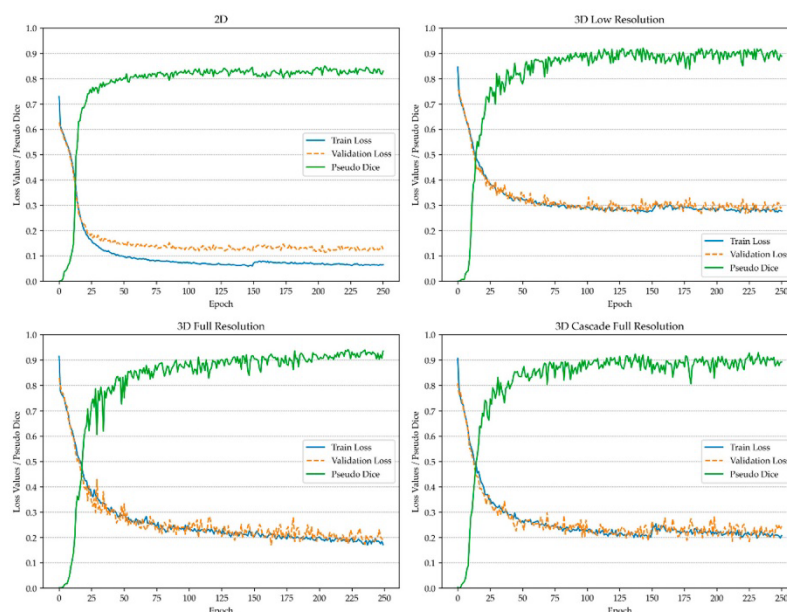 2D
Loss Values / Pseudo Dice
1.0
0.9
0.8
0.7
0.6
0.5
0.4
0.3
0.2
0.1
0.0
Train Loss
Validation Loss
Pseudo Dice
0 25 50 75 100 125 150 175 200 225 250
Epoch
3D Low Resolution
Loss Values / Pseudo Dice
1.0
0.9
0.8
0.7
0.6
0.5
0.4
0.3
0.2
0.1
0.0
Train Loss
Validation Loss
Pseudo Dice
0 25 50 75 100 125 150 175 200 225 250
Epoch
3D Full Resolution
Loss Values / Pseudo Dice
1.0
0.9
0.8
0.7
0.6
0.5
0.4
0.3
0.2
0.1
0.0
Train Loss
Validation Loss
Pseudo Dice
0 25 50 75 100 125 150 175 200 225 250
Epoch
3D Cascade Full Resolution
Loss Values / Pseudo Dice
1.0
0.9
0.8
0.7
0.6
0.5
0.4
0.3
0.2
0.1
0.0
Train Loss
Validation Loss
Pseudo Dice
0 25 50 75 100 125 150 175 200 225 250
Epoch